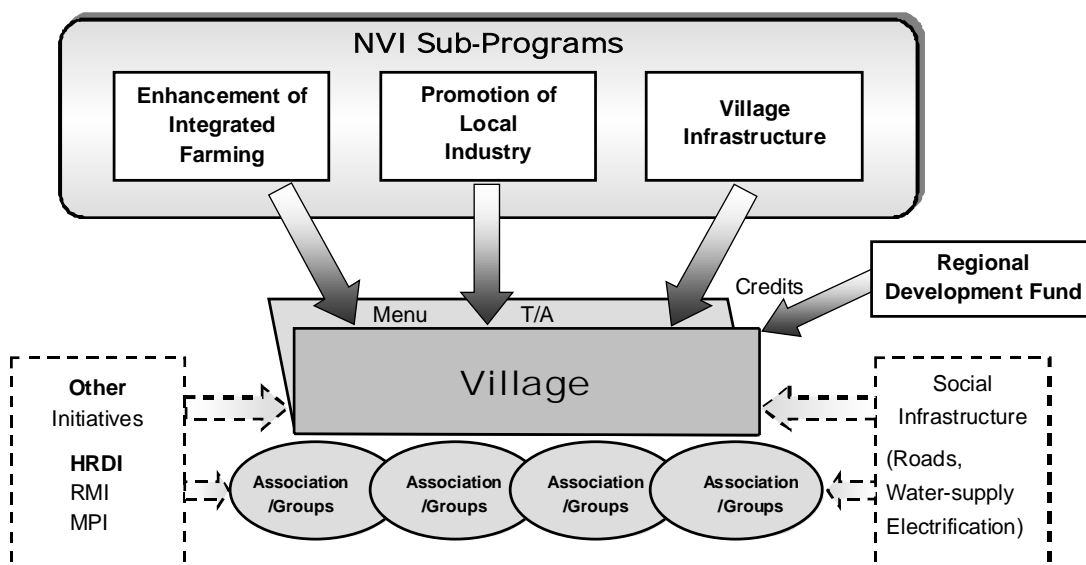 NVI Sub-Programs
Enhancement of
Integrated
Farming
Promotion of
Local
Industry
Village
Infrastructure
Regional
Development Fund
Credits
Menu
T/A
Village
Other
Initiatives
HRDI
RMI
MPI
Social
Infrastructure
(Roads,
Water-supply
Electrification)
Association
/Groups
Association
/Groups
Association
/Groups
Association
/Groups